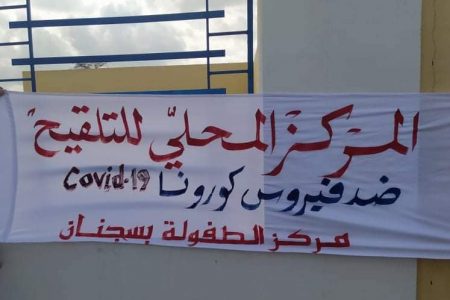 المركز المحلي للتلقيح
ضد فيروس كورونا Covid-19
مركز الطفولة بسجنان